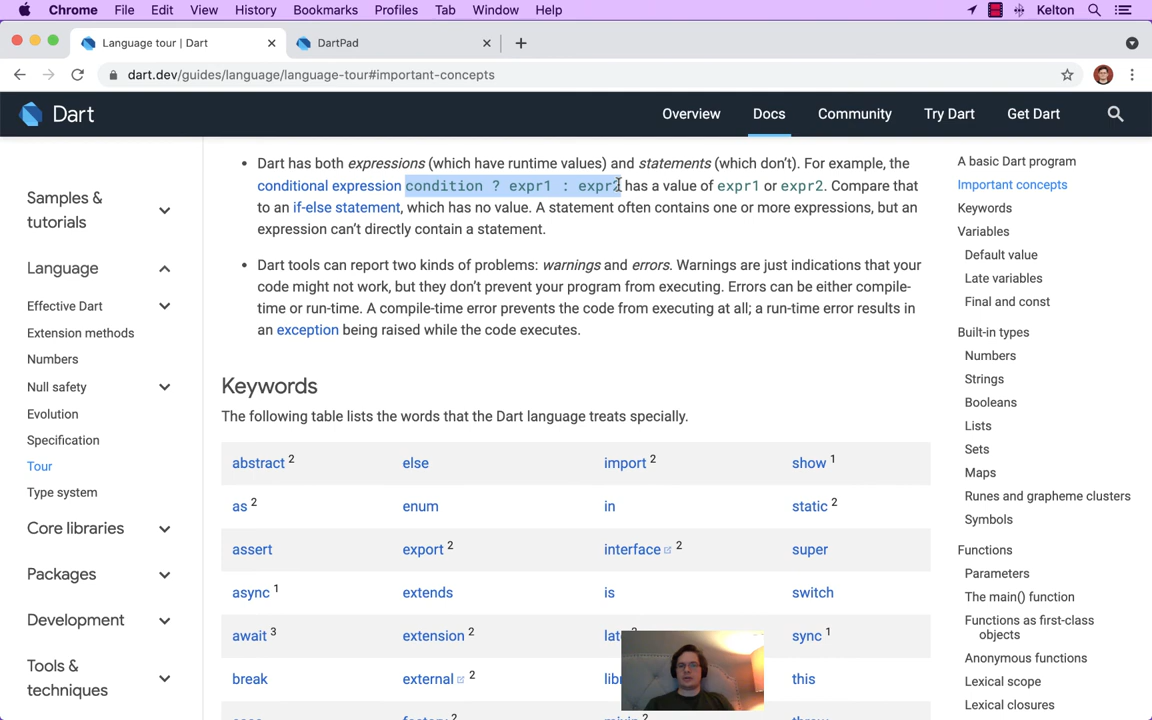 Chrome File Edit View History Bookmarks Profiles Tab Window Help Kelton
Language tour | Dart
DartPad
dart.dev/guides/language/language-tour#important-concepts
Dart
Overview Docs Community Try Dart Get Dart
Samples &
tutorials
Language
Effective Dart
Extension methods
Numbers
Null safety
Evolution
Specification
Tour
Type system
Core libraries
Packages
Development
Tools &
techniques
• Dart has both expressions (which have runtime values) and statements (which don’t). For example, the
conditional expression condition ? expr1 : expr2 has a value of expr1 or expr2. Compare that
to an if-else statement, which has no value. A statement often contains one or more expressions, but an
expression can’t directly contain a statement.
• Dart tools can report two kinds of problems: warnings and errors. Warnings are just indications that your
code might not work, but they don’t prevent your program from executing. Errors can be either compile-
time or run-time. A compile-time error prevents the code from executing at all; a run-time error results in
an exception being raised while the code executes.
Keywords
The following table lists the words that the Dart language treats specially.
abstract 2 else import 2 show 1
as 2 enum in static 2
assert export 2 interface 2 super
async 1 extends is switch
await 3 extension 2 late 2 sync 1
break external 2 this
A basic Dart program
Important concepts
Keywords
Variables
Default value
Late variables
Final and const
Built-in types
Numbers
Strings
Booleans
Lists
Sets
Maps
Runes and grapheme clusters
Symbols
Functions
Parameters
The main() function
Functions as first-class
objects
Anonymous functions
Lexical scope
Lexical closures